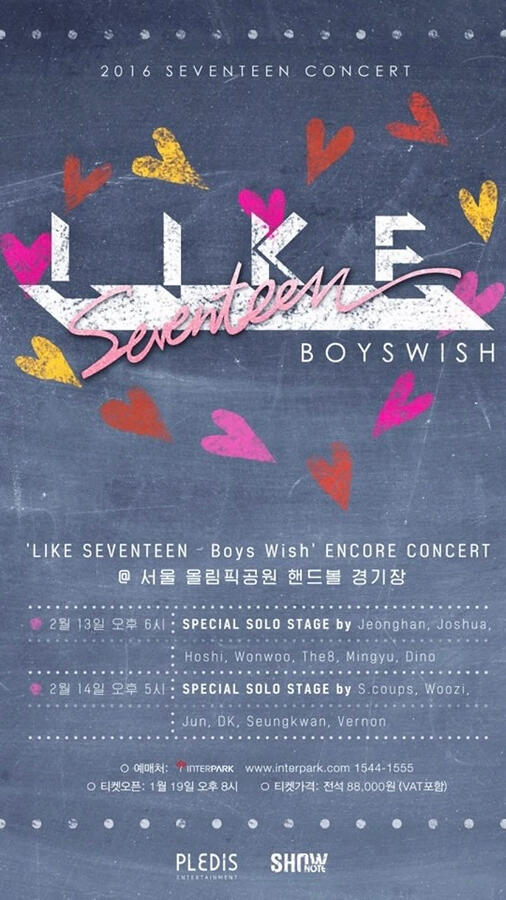 2016 SEVENTEEN CONCERT
LIKE
Seventeen
BOYSWISH
'LIKE SEVENTEEN - Boys Wish' ENCORE CONCERT
@ 서울 올림픽공원 핸드볼 경기장
2월 13일 오후 6시 SPECIAL SOLO STAGE by Jeonghan, Joshua,
Hoshi, Wonwoo, The8, Mingyu, Dino
2월 14일 오후 5시 SPECIAL SOLO STAGE by S.coups, Woozi,
Jun, DK, Seungkwan, Vernon
예매처: INTERPARK www.interpark.com 1544-1555
티켓오픈: 1월 19일 오후 8시 티켓가격: 전석 88,000원 (VAT포함)
PLEDIS
ENTERTAINMENT
SHOW
NOTE